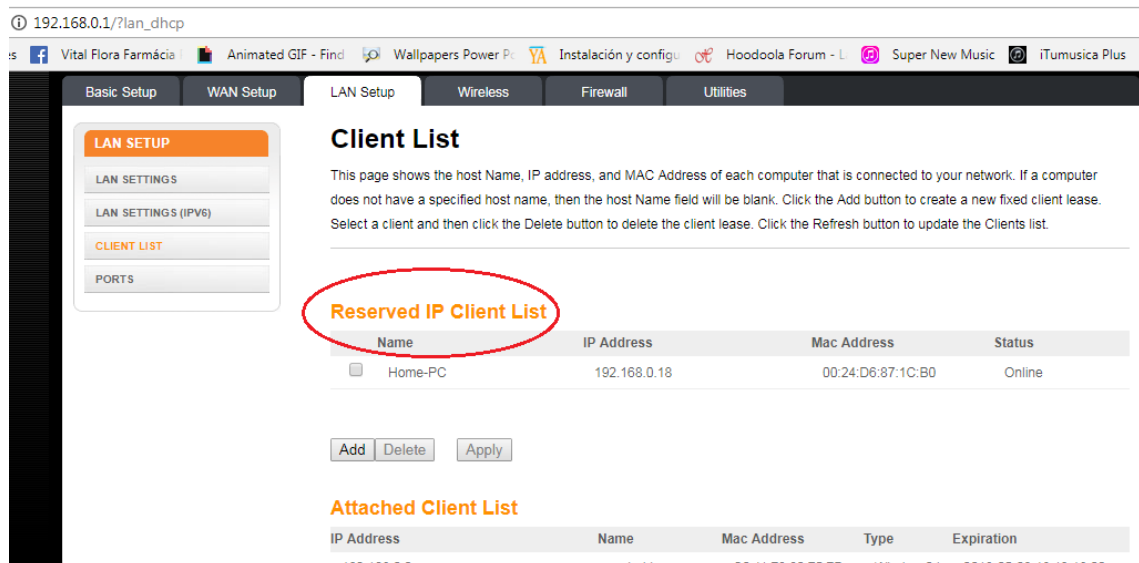 192.168.0.1/?lan_dhcp
es Vital Flora Farmácia Animated GIF - Find Wallpapers Power Po Instalación y configu Hoodoola Forum - L Super New Music iTumusica Plus
Basic Setup WAN Setup LAN Setup Wireless Firewall Utilities
LAN SETUP
LAN SETTINGS
LAN SETTINGS (IPV6)
CLIENT LIST
PORTS
Client List
This page shows the host Name, IP address, and MAC Address of each computer that is connected to your network. If a computer
does not have a specified host name, then the host Name field will be blank. Click the Add button to create a new fixed client lease.
Select a client and then click the Delete button to delete the client lease. Click the Refresh button to update the Clients list.
Reserved IP Client List
Name IP Address Mac Address Status
Home-PC 192.168.0.18 00:24:D6:87:1C:B0 Online
Add Delete Apply
Attached Client List
IP Address Name Mac Address Type Expiration